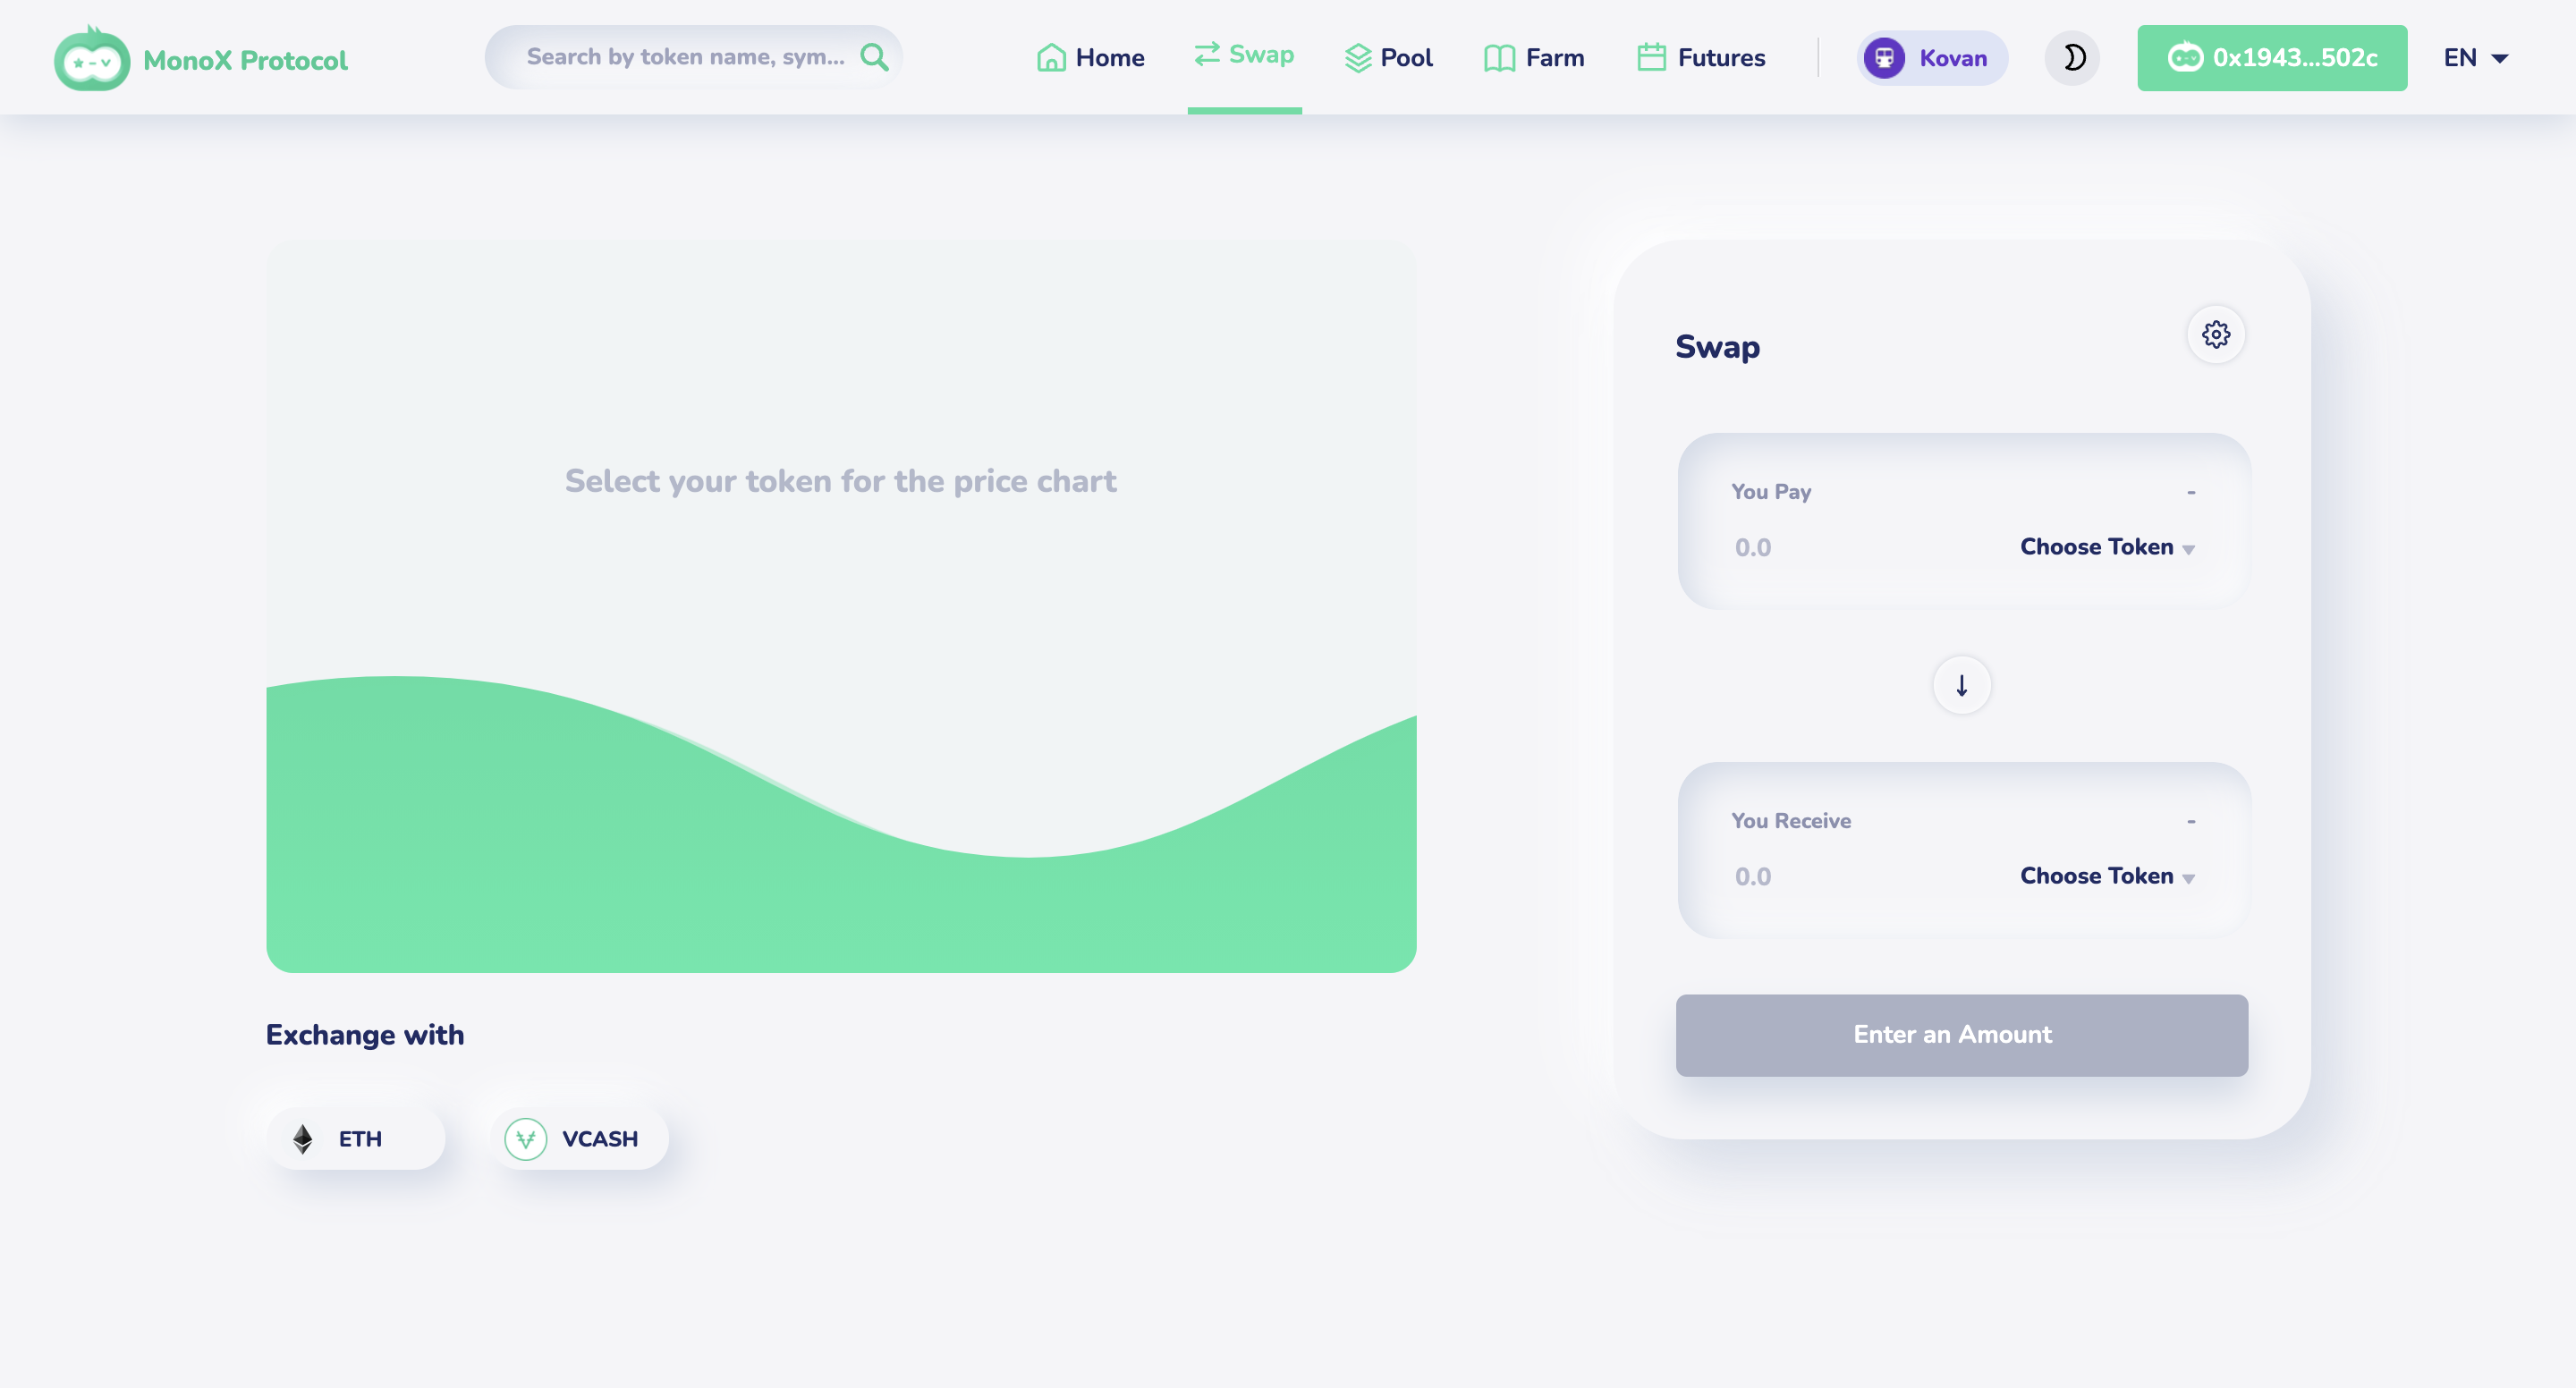 MonoX Protocol
Search by token name, sym...
Home
Swap
Pool
Farm
Futures
Kovan
0x1943...502c
EN
Select your token for the price chart
Swap
You Pay
-
0.0
Choose Token
You Receive
-
0.0
Choose Token
Enter an Amount
Exchange with
ETH
VCASH